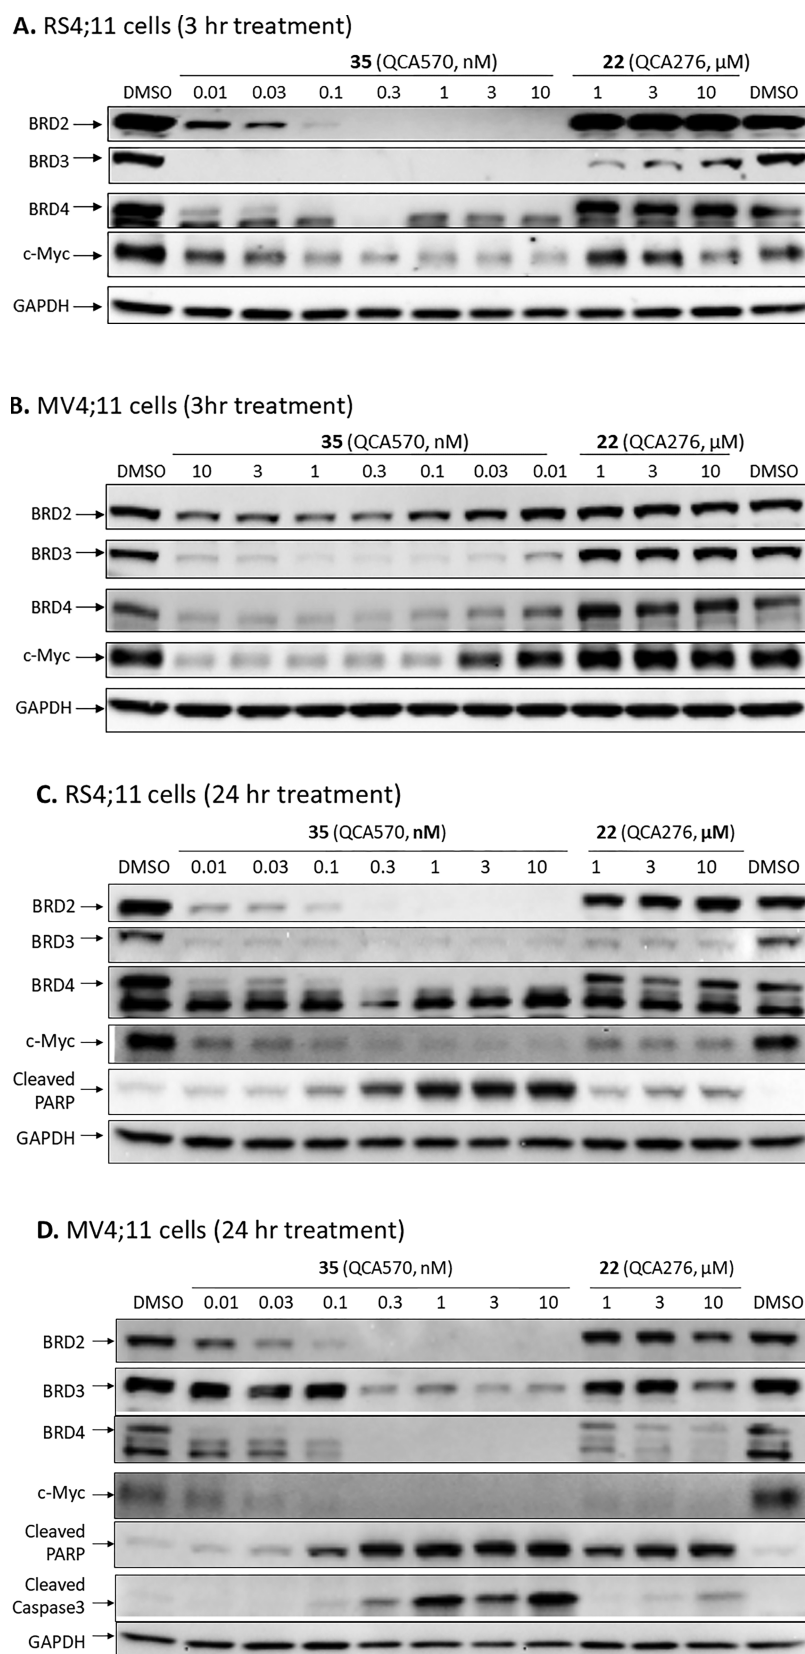 A. RS4;11 cells (3 hr treatment)
35 (QCA570, nM) 22 (QCA276, µM)
DMSO 0.01 0.03 0.1 0.3 1 3 10 1 3 10 DMSO
BRD2
BRD3
BRD4
c-Myc
GAPDH
B. MV4;11 cells (3hr treatment)
35 (QCA570, nM) 22 (QCA276, µM)
DMSO 10 3 1 0.3 0.1 0.03 0.01 1 3 10 DMSO
BRD2
BRD3
BRD4
c-Myc
GAPDH
C. RS4;11 cells (24 hr treatment)
35 (QCA570, nM) 22 (QCA276, µM)
DMSO 0.01 0.03 0.1 0.3 1 3 10 1 3 10 DMSO
BRD2
BRD3
BRD4
c-Myc
Cleaved
PARP
GAPDH
D. MV4;11 cells (24 hr treatment)
35 (QCA570, nM) 22 (QCA276, µM)
DMSO 0.01 0.03 0.1 0.3 1 3 10 1 3 10 DMSO
BRD2
BRD3
BRD4
c-Myc
Cleaved
PARP
Cleaved
Caspase3
GAPDH